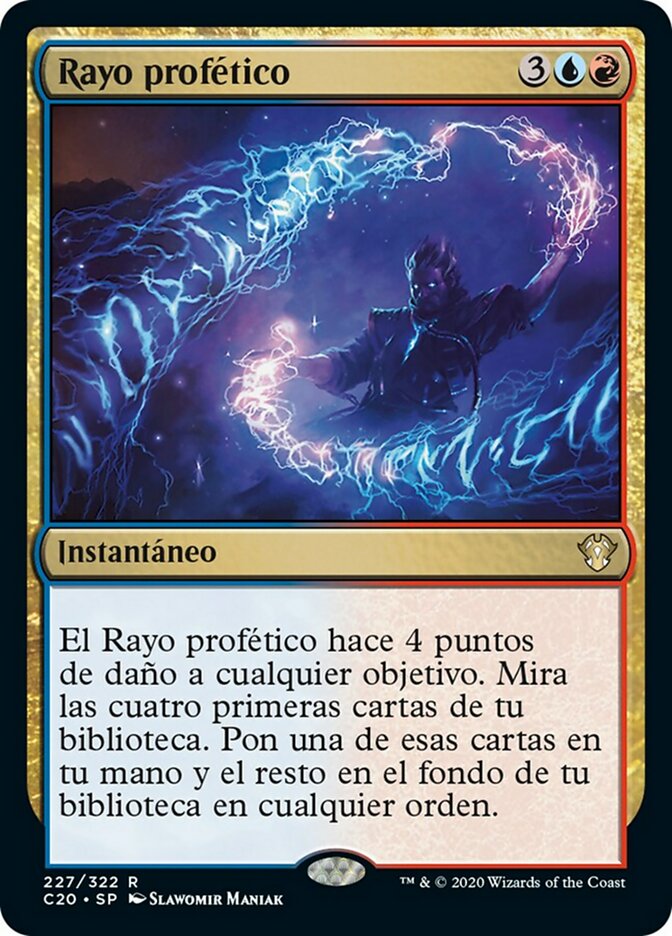 Rayo profético 3
Instantáneo
El Rayo profético hace 4 puntos
de daño a cualquier objetivo. Mira
las cuatro primeras cartas de tu
biblioteca. Pon una de esas cartas en
tu mano y el resto en el fondo de tu
biblioteca en cualquier orden.
227/322 R
C20 • SP Slawomir Maniak
™ & © 2020 Wizards of the Coast